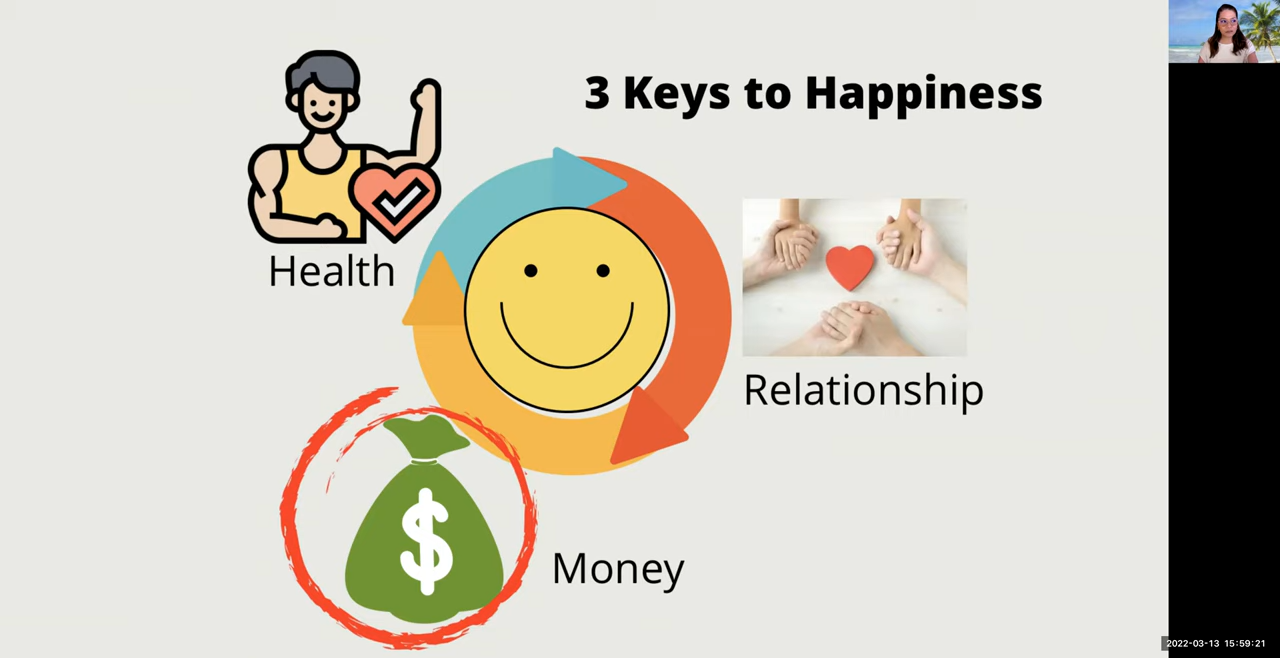 3 Keys to Happiness
Health
Relationship
$
Money
2022-03-13 15:59:21